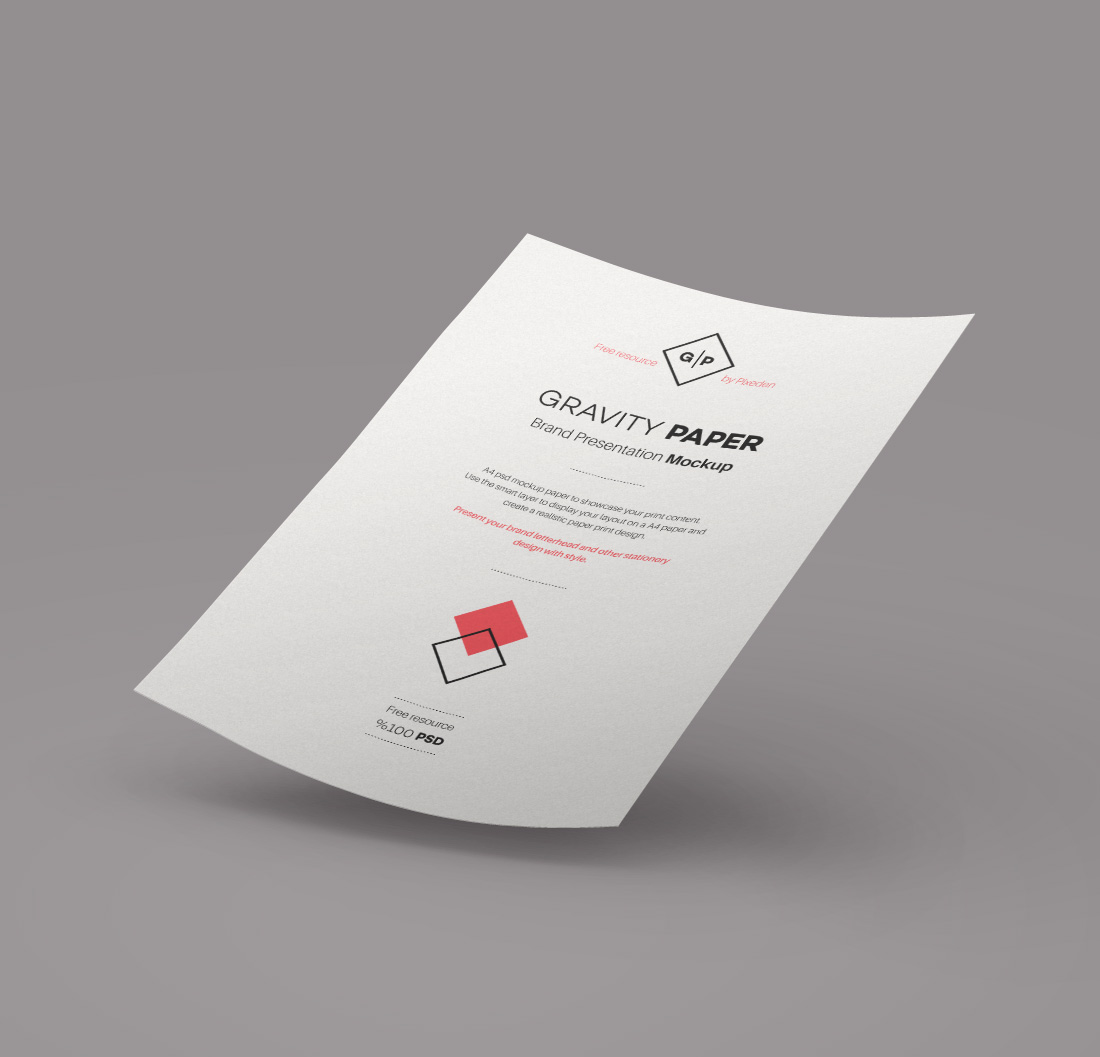 Free resource
G/P
by Pixeden
GRAVITY PAPER
Brand Presentation Mockup
A4 psd mockup paper to showcase your print content.
Use the smart layer to display your layout on a A4 paper and
create a realistic paper print design.
Present your brand letterhead and other stationery
design with style.
Free resource
%100 PSD